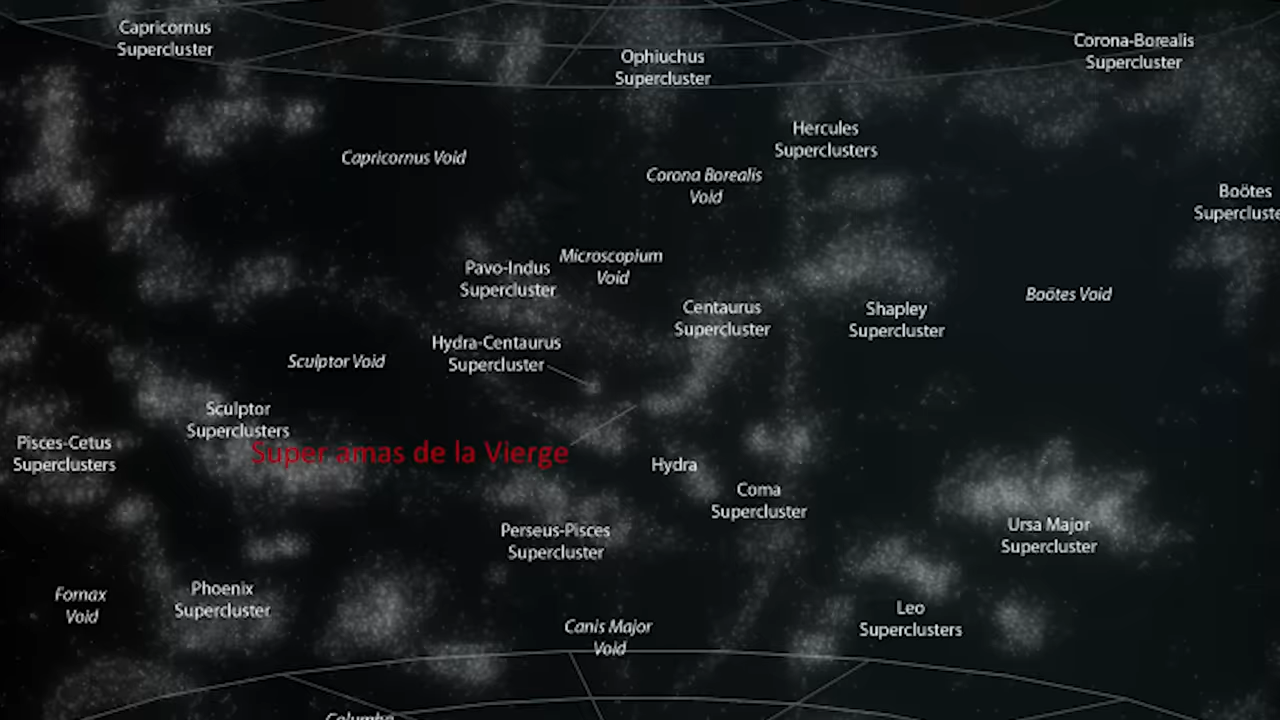 Capricornus
Supercluster
Ophiuchus
Supercluster
Corona-Borealis
Supercluster
Hercules
Superclusters
Capricornus Void
Corona Borealis
Void
Boötes
Supercluste
Microscopium
Void
Pavo-Indus
Supercluster
Boötes Void
Centaurus
Supercluster
Shapley
Supercluster
Hydra-Centaurus
Supercluster
Sculptor Void
Sculptor
Superclusters
Pisces-Cetus
Superclusters
Super amas de la Vierge
Hydra
Coma
Supercluster
Perseus-Pisces
Supercluster
Ursa Major
Supercluster
Fornax
Void
Phoenix
Supercluster
Leo
Superclusters
Canis Major
Void
Columba